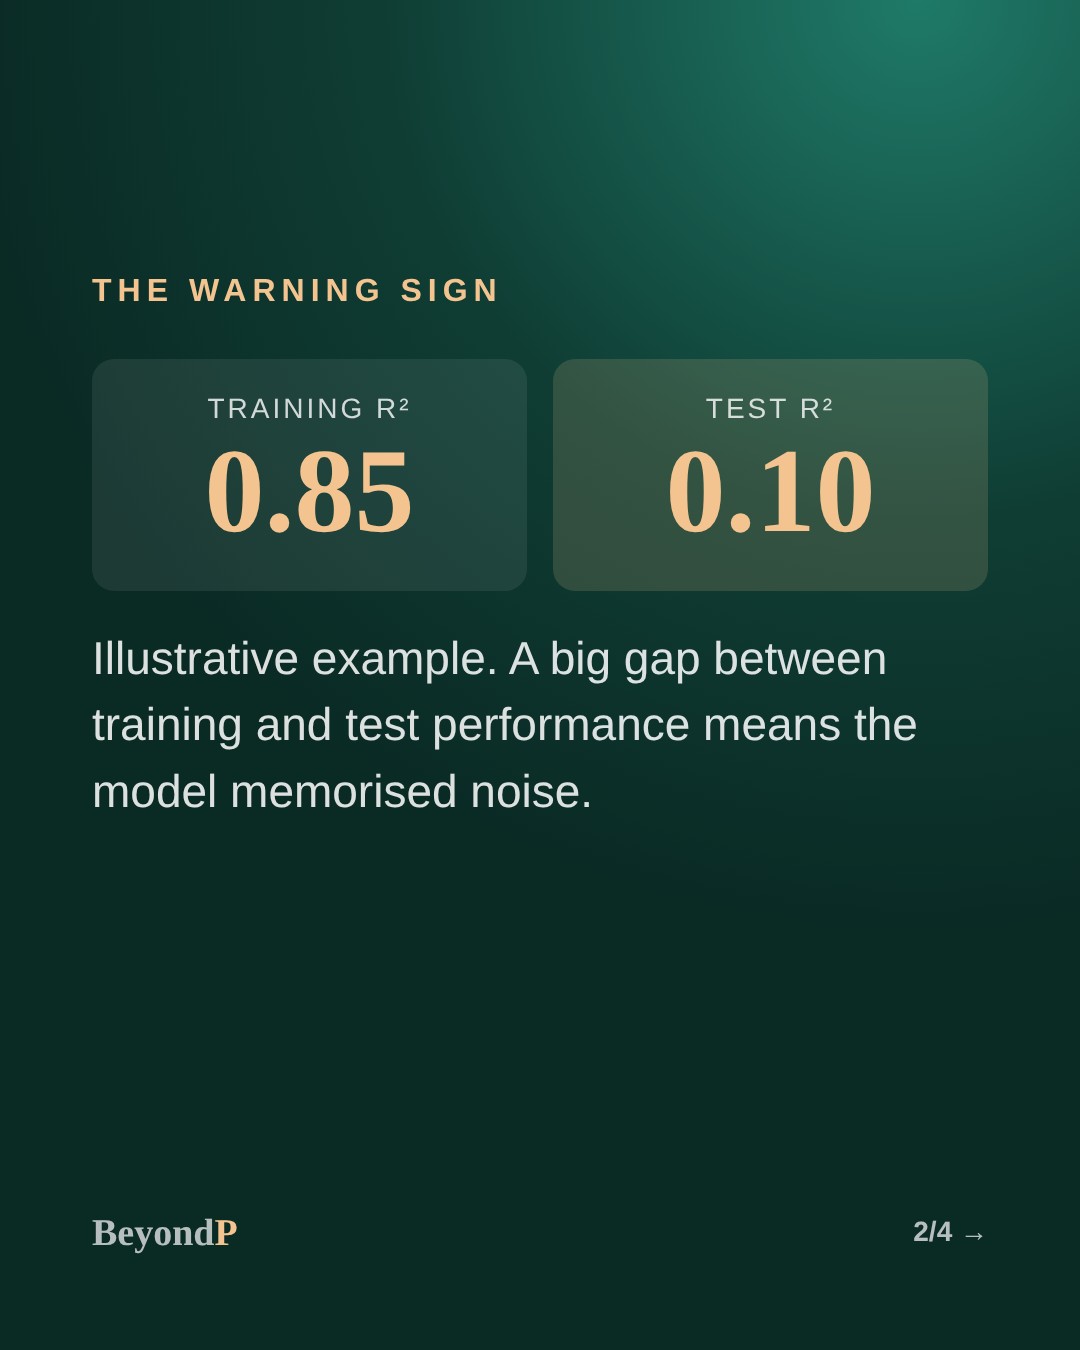 THE WARNING SIGN
TRAINING R²
0.85
TEST R²
0.10
Illustrative example. A big gap between
training and test performance means the
model memorised noise.
BeyondP
2/4 →